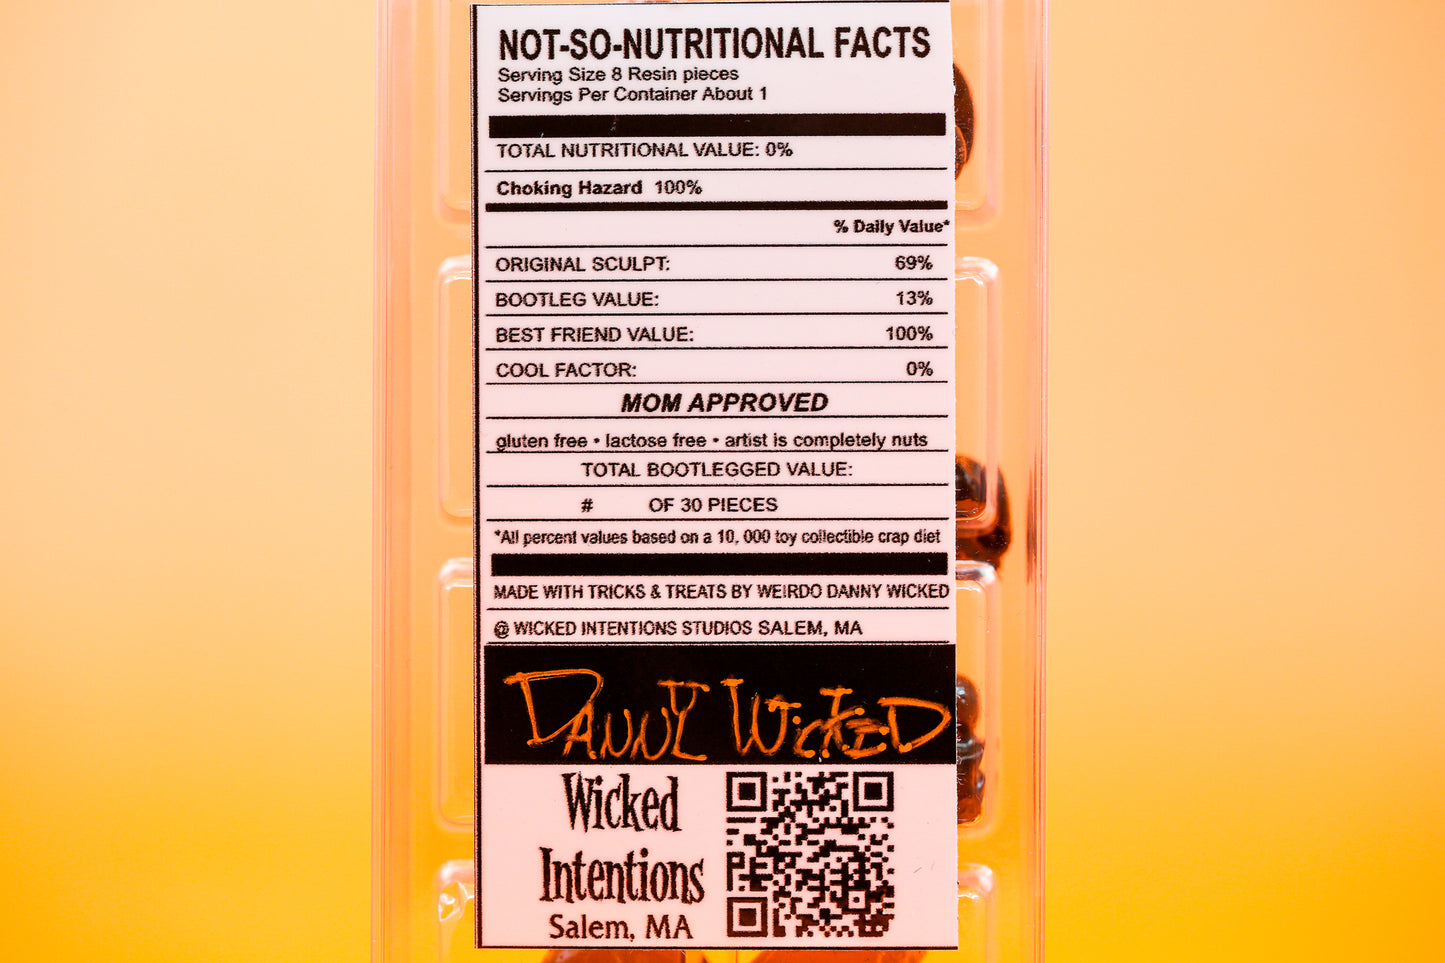 NOT-SO-NUTRITIONAL FACTS
Serving Size 8 Resin pieces
Servings Per Container About 1
TOTAL NUTRITIONAL VALUE: 0%
Choking Hazard 100%
% Daily Value*
ORIGINAL SCULPT: 69%
BOOTLEG VALUE: 13%
BEST FRIEND VALUE: 100%
COOL FACTOR: 0%
MOM APPROVED
gluten free • lactose free • artist is completely nuts
TOTAL BOOTLEGGED VALUE:
# OF 30 PIECES
*All percent values based on a 10, 000 toy collectible crap diet
MADE WITH TRICKS & TREATS BY WEIRDO DANNY WICKED
@ WICKED INTENTIONS STUDIOS SALEM, MA
DANNY WICKED
Wicked
Intentions
Salem, MA